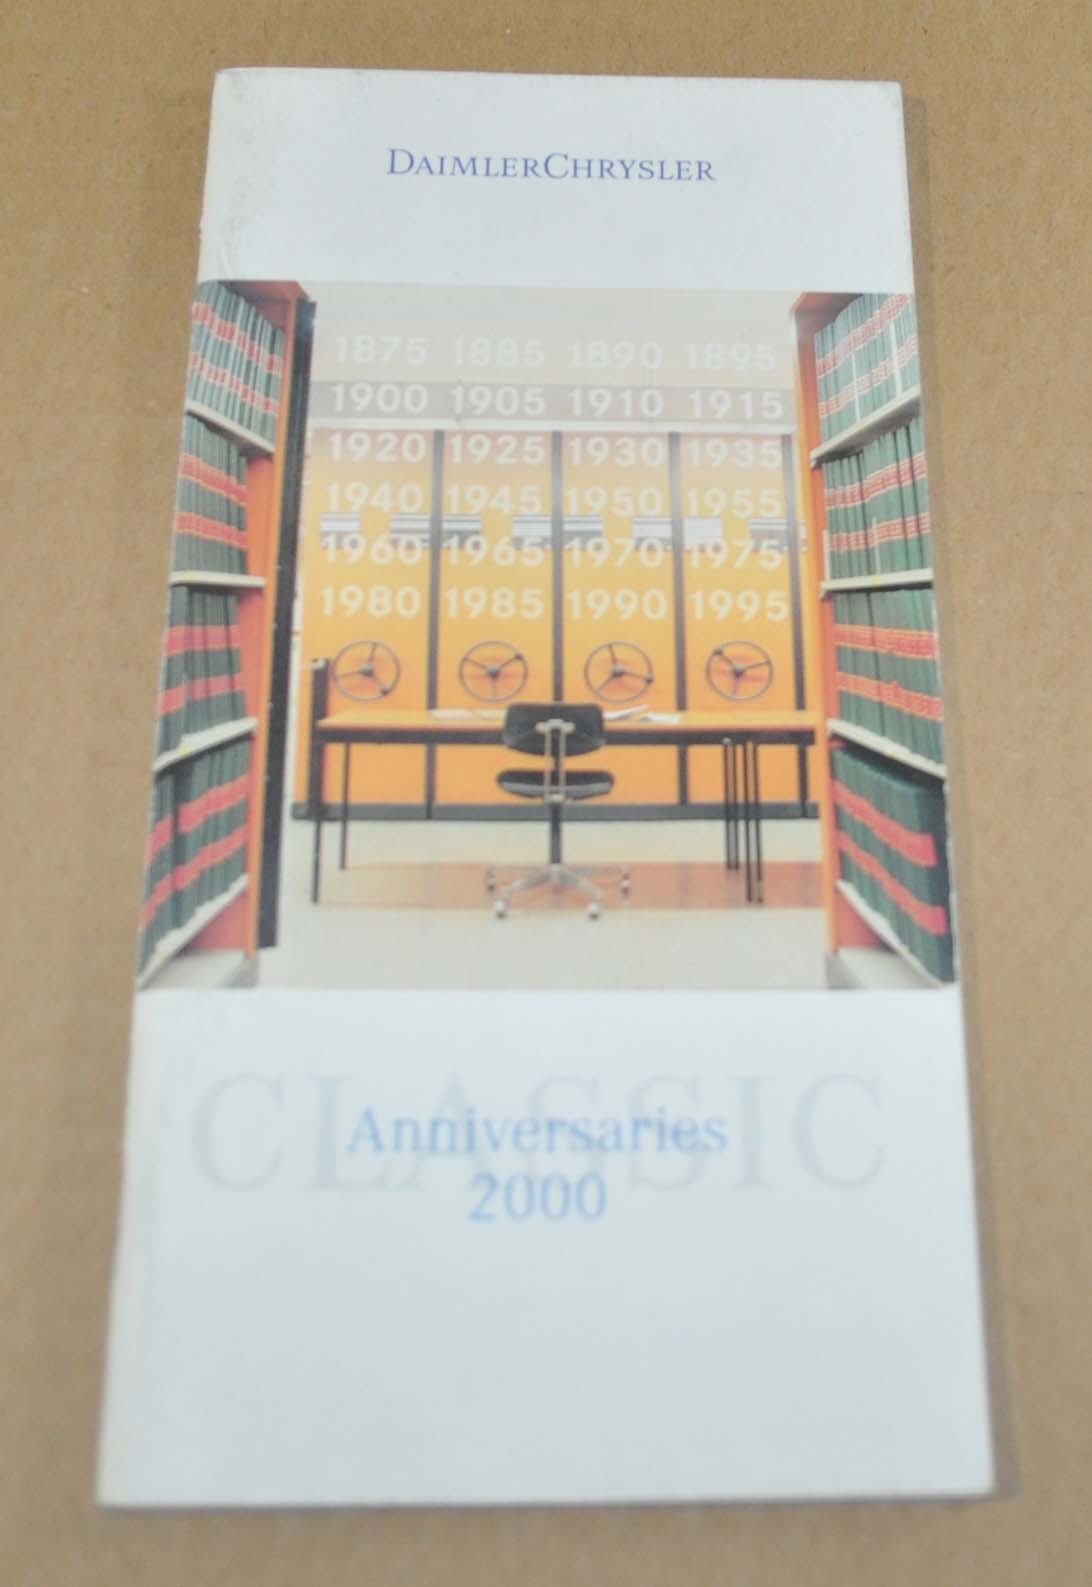 DAIMLERCHRYSLER
1875 1885 1890 1895
1900 1905 1910 1915
1920 1925 1930 1935
1940 1945 1950 1955
1960 1965 1970 1975
1980 1985 1990 1995
CLASSIC
Anniversaries
2000